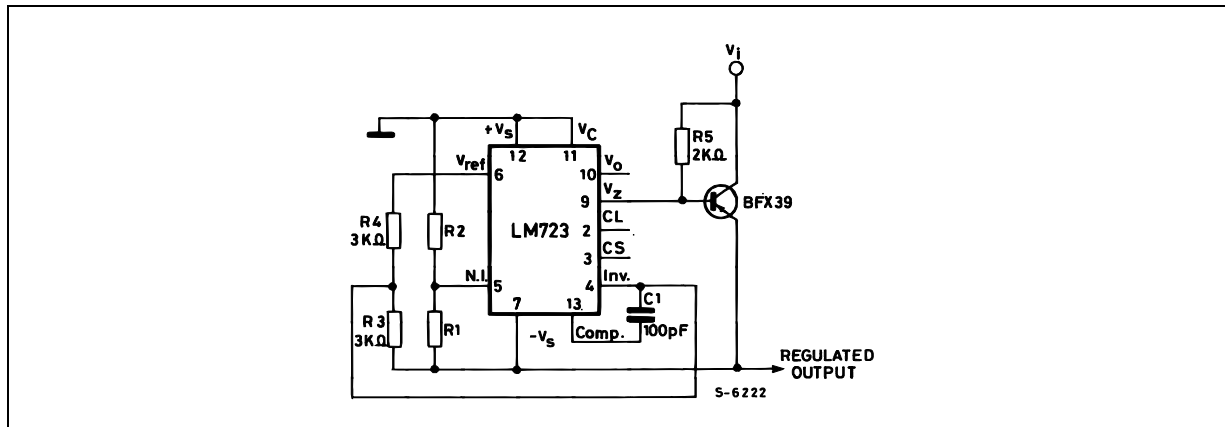 Vi
+Vs
VC
R5
2KΩ
12
11
Vref
6
10
Vo
9
Vz
BFX39
R4
3KΩ
R2
LM723
2
CL
3
CS
N.I.
5
4
Inv.
7
13
C1
100pF
R3
3KΩ
R1
-Vs
Comp.
REGULATED
OUTPUT
S-6222